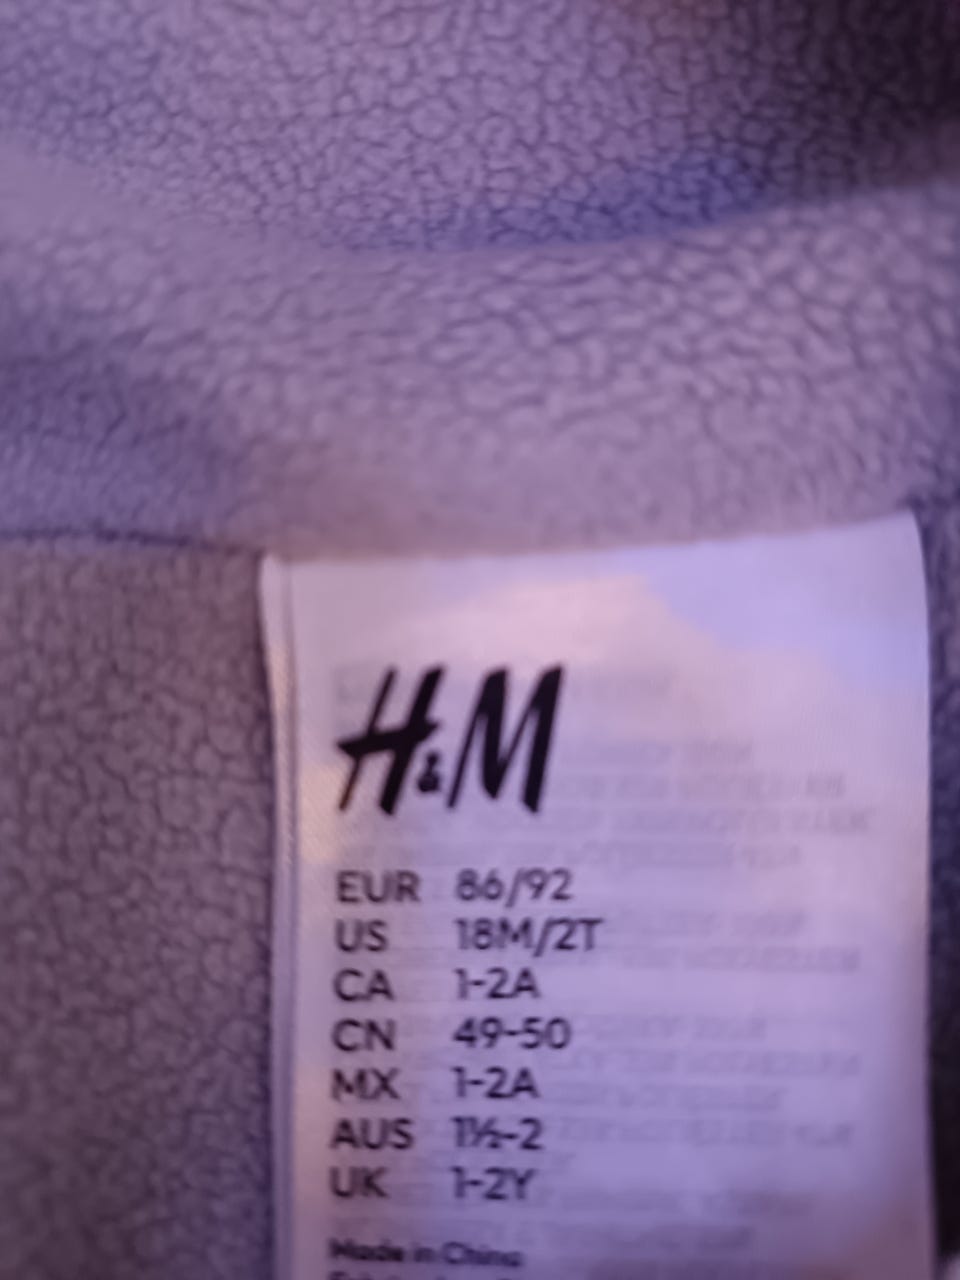 H&M
EUR 86/92
US 18M/2T
CA 1-2A
CN 49-50
MX 1-2A
AUS 1½-2
UK 1-2Y
Made in China